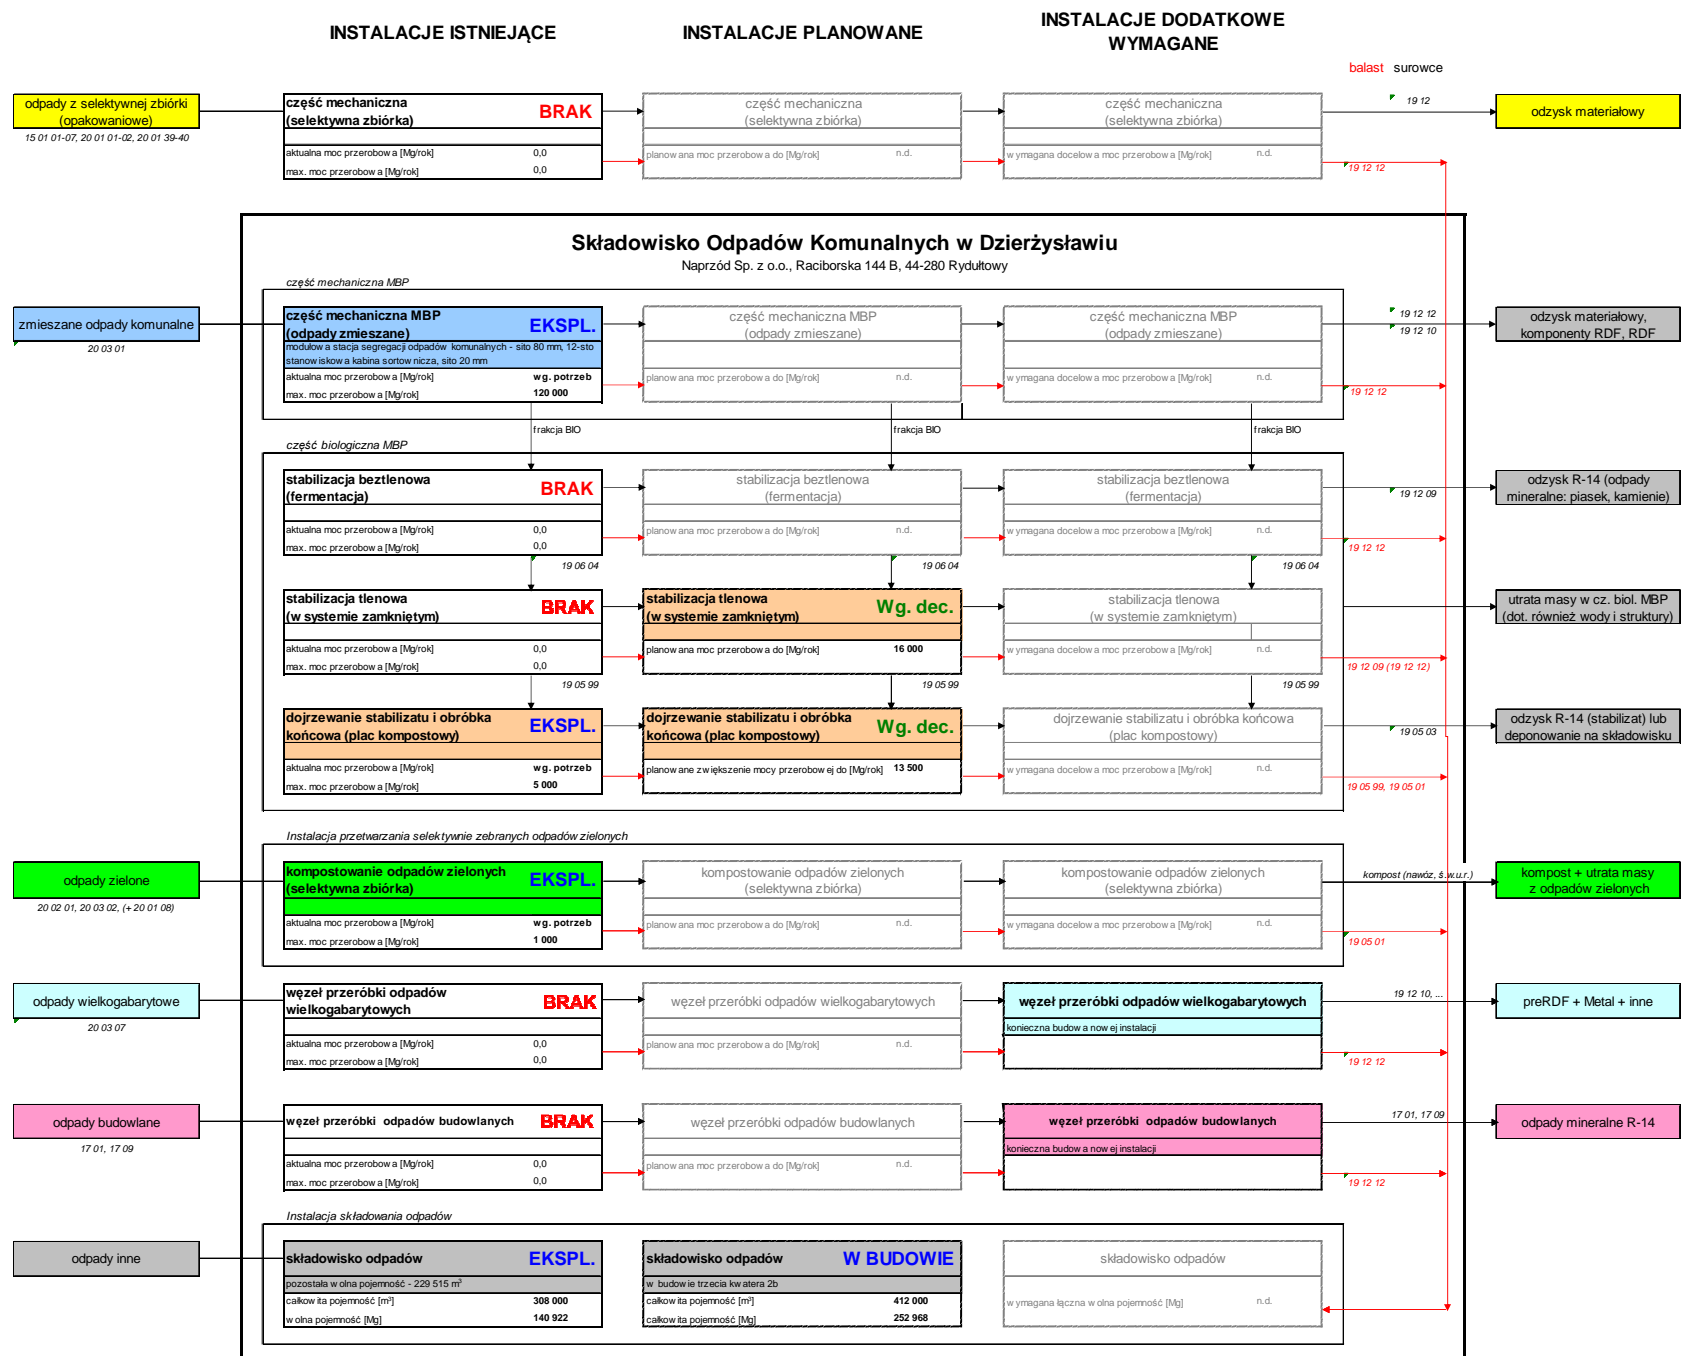 INSTALACJE ISTNIEJĄCE
INSTALACJE PLANOWANE
INSTALACJE DODATKOWE
WYMAGANE
balast surowce
odpady z selektywnej zbiórki
(opakowaniowe)
15 01 01-07, 20 01 01-02, 20 01 39-40
część mechaniczna
(selektywna zbiórka)
BRAK
aktualna moc przerobowa [Mg/rok] 0,0
max. moc przerobowa [Mg/rok] 0,0
część mechaniczna
(selektywna zbiórka)
planowana moc przerobowa do [Mg/rok] n.d.
część mechaniczna
(selektywna zbiórka)
wymagana docelowa moc przerobowa [Mg/rok] n.d.
19 12
19 12 12
odzysk materiałowy
Składowisko Odpadów Komunalnych w Dzierżysławiu
Naprzód Sp. z o.o., Raciborska 144 B, 44-280 Rydułtowy
część mechaniczna MBP
zmieszane odpady komunalne
20 03 01
część mechaniczna MBP
(odpady zmieszane)
EKSPL.
modułowa stacja segregacji odpadów komunalnych - sito 80 mm, 12-sto
stanowiskowa kabina sortownicza, sito 20 mm
aktualna moc przerobowa [Mg/rok] wg. potrzeb
max. moc przerobowa [Mg/rok] 120 000
część mechaniczna MBP
(odpady zmieszane)
planowana moc przerobowa do [Mg/rok] n.d.
część mechaniczna MBP
(odpady zmieszane)
wymagana docelowa moc przerobowa [Mg/rok] n.d.
19 12 12
19 12 10
19 12 12
odzysk materiałowy,
komponenty RDF, RDF
frakcja BIO
frakcja BIO
frakcja BIO
część biologiczna MBP
stabilizacja beztlenowa
(fermentacja)
BRAK
aktualna moc przerobowa [Mg/rok] 0,0
max. moc przerobowa [Mg/rok] 0,0
stabilizacja beztlenowa
(fermentacja)
planowana moc przerobowa do [Mg/rok] n.d.
stabilizacja beztlenowa
(fermentacja)
wymagana docelowa moc przerobowa [Mg/rok] n.d.
19 12 09
19 12 12
odzysk R-14 (odpady
mineralne: piasek, kamienie)
19 06 04
19 06 04
19 06 04
stabilizacja tlenowa
(w systemie zamkniętym)
BRAK
aktualna moc przerobowa [Mg/rok] 0,0
max. moc przerobowa [Mg/rok] 0,0
stabilizacja tlenowa
(w systemie zamkniętym)
Wg. dec.
planowana moc przerobowa do [Mg/rok] 16 000
stabilizacja tlenowa
(w systemie zamkniętym)
wymagana docelowa moc przerobowa [Mg/rok] n.d.
19 12 09 (19 12 12)
utrata masy w cz. biol. MBP
(dot. również wody i struktury)
19 05 99
19 05 99
19 05 99
dojrzewanie stabilizatu i obróbka
końcowa (plac kompostowy)
EKSPL.
aktualna moc przerobowa [Mg/rok] wg. potrzeb
max. moc przerobowa [Mg/rok] 5 000
dojrzewanie stabilizatu i obróbka
końcowa (plac kompostowy)
Wg. dec.
planowane zwiększenie mocy przerobowej do [Mg/rok] 13 500
dojrzewanie stabilizatu i obróbka końcowa
(plac kompostowy)
wymagana docelowa moc przerobowa [Mg/rok] n.d.
19 05 03
19 05 99, 19 05 01
odzysk R-14 (stabilizat) lub
deponowanie na składowisku
Instalacja przetwarzania selektywnie zebranych odpadów zielonych
odpady zielone
20 02 01, 20 03 02, (+ 20 01 08)
kompostowanie odpadów zielonych
(selektywna zbiórka)
EKSPL.
aktualna moc przerobowa [Mg/rok] wg. potrzeb
max. moc przerobowa [Mg/rok] 1 000
kompostowanie odpadów zielonych
(selektywna zbiórka)
planowana moc przerobowa do [Mg/rok] n.d.
kompostowanie odpadów zielonych
(selektywna zbiórka)
wymagana docelowa moc przerobowa [Mg/rok] n.d.
kompost (nawóz, ś.w.u.r.)
19 05 01
kompost + utrata masy
z odpadów zielonych
odpady wielkogabarytowe
20 03 07
węzeł przeróbki odpadów
wielkogabarytowych
BRAK
aktualna moc przerobowa [Mg/rok] 0,0
max. moc przerobowa [Mg/rok] 0,0
węzeł przeróbki odpadów wielkogabarytowych
planowana moc przerobowa do [Mg/rok] n.d.
węzeł przeróbki odpadów wielkogabarytowych
konieczna budowa nowej instalacji
19 12 10, ...
19 12 12
preRDF + Metal + inne
odpady budowlane
17 01, 17 09
węzeł przeróbki odpadów budowlanych
BRAK
aktualna moc przerobowa [Mg/rok] 0,0
max. moc przerobowa [Mg/rok] 0,0
węzeł przeróbki odpadów budowlanych
planowana moc przerobowa do [Mg/rok] n.d.
węzeł przeróbki odpadów budowlanych
konieczna budowa nowej instalacji
17 01, 17 09
19 12 12
odpady mineralne R-14
Instalacja składowania odpadów
odpady inne
składowisko odpadów
EKSPL.
pozostała wolna pojemność - 229 515 m³
całkowita pojemność [m³] 308 000
wolna pojemność [Mg] 140 922
składowisko odpadów
W BUDOWIE
w budowie trzecia kwatera 2b
całkowita pojemność [m³] 412 000
całkowita pojemność [Mg] 252 968
składowisko odpadów
wymagana łączna wolna pojemność [Mg] n.d.